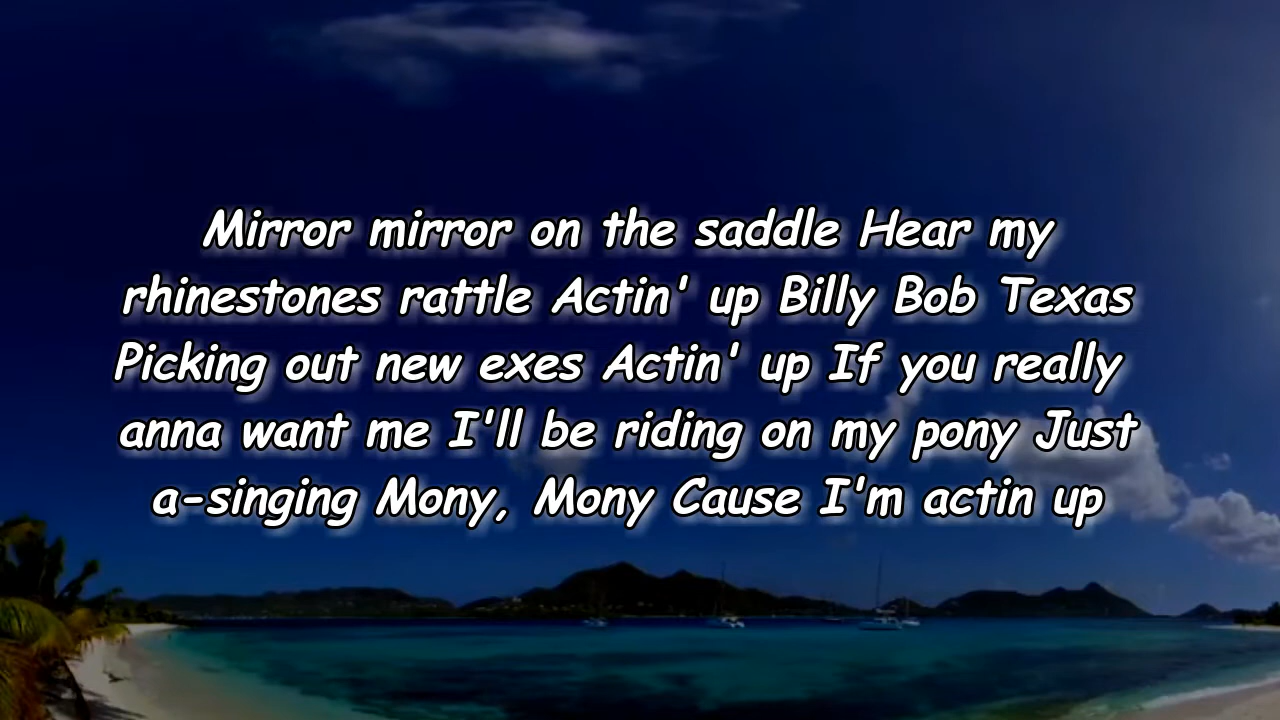 Mirror mirror on the saddle Hear my
rhinestones rattle Actin' up Billy Bob Texas
Picking out new exes Actin' up If you really
anna want me I'll be riding on my pony Just
a-singing Mony, Mony Cause I'm actin up